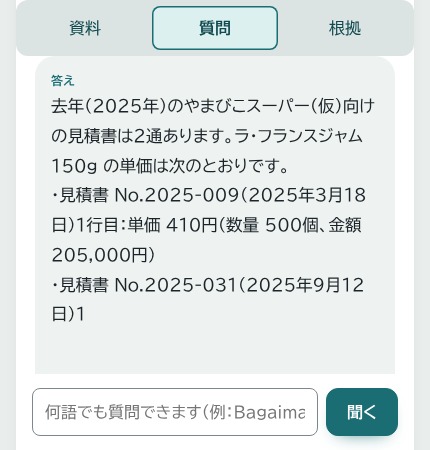 資料
質問
根拠
答え
去年(2025年)のやまびこスーパー(仮)向け
の見積書は2通あります。ラ・フランスジャム
150g の単価は次のとおりです。
・見積書 No.2025-009(2025年3月18
日)1行目:単価 410円(数量 500個、金額
205,000円)
・見積書 No.2025-031(2025年9月12
日)1
何語でも質問できます(例:Bagaima
聞く